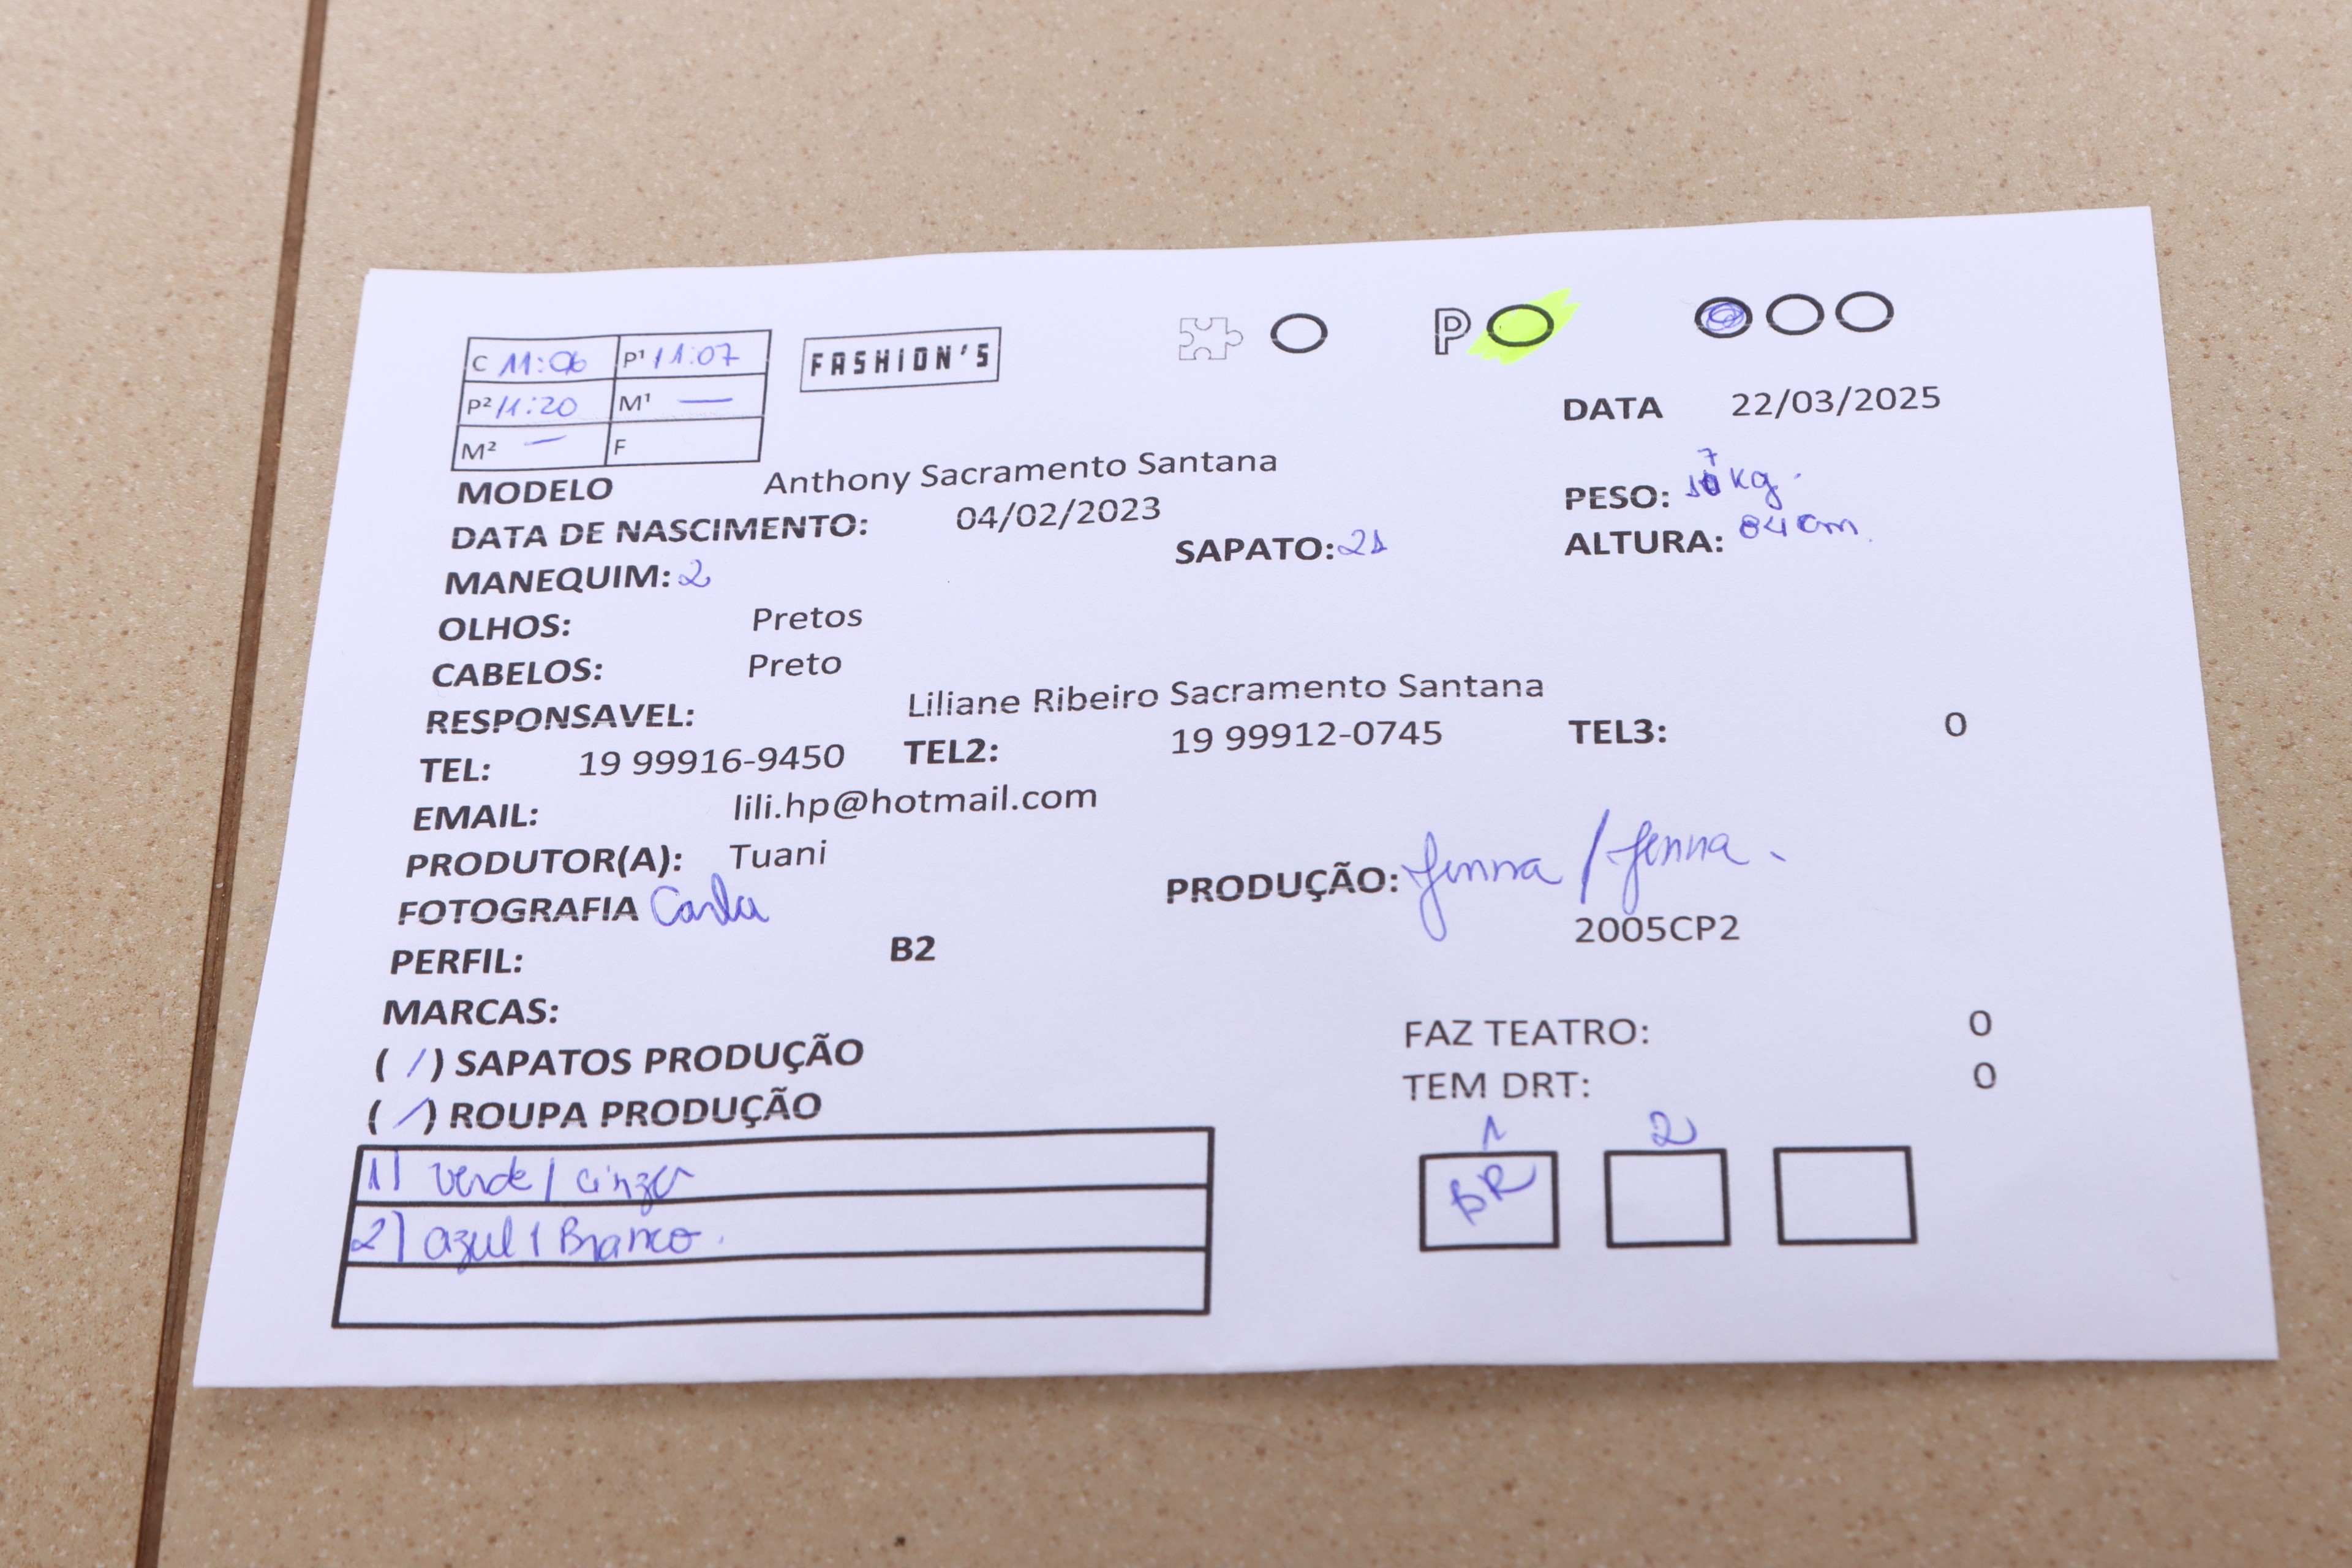 C 11:06 P¹ 11:07
P² 11:20 M¹ —
M² — F
FASHION'S
P
DATA 22/03/2025
MODELO Anthony Sacramento Santana
PESO: kg.
DATA DE NASCIMENTO: 04/02/2023
MANEQUIM: 2 SAPATO: 21 ALTURA: 84 cm.
OLHOS: Pretos
CABELOS: Preto
RESPONSAVEL: Liliane Ribeiro Sacramento Santana
TEL: 19 99916-9450 TEL2: 19 99912-0745 TEL3: 0
EMAIL: lili.hp@hotmail.com
PRODUTOR(A): Tuani
FOTOGRAFIA Carla PRODUÇÃO: Jenna / Jenna.
2005CP2
PERFIL: B2
MARCAS:
( / ) SAPATOS PRODUÇÃO FAZ TEATRO: 0
( / ) ROUPA PRODUÇÃO TEM DRT: 0
1 2
1) verde / cinza BR
2) azul / Branco.